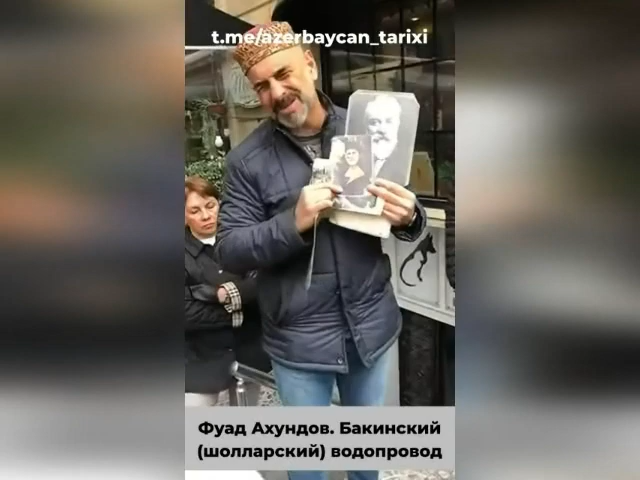 t.me/azerbaycan_tarixi
Фуад Ахундов. Бакинский
(шолларский) водопровод